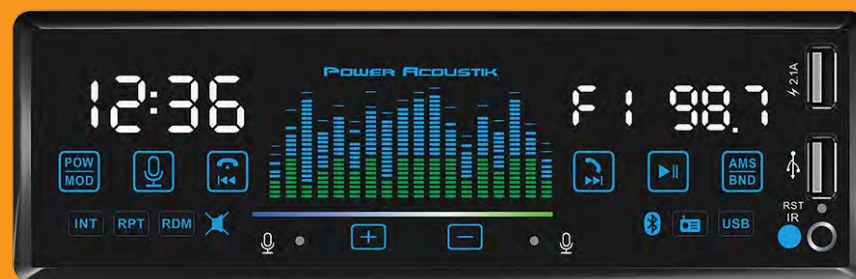 POWER ACOUSTIK
12:36
F1 98.7
2.1A
POW
MOD
AMS
BND
INT
RPT
RDM
USB
RST
IR